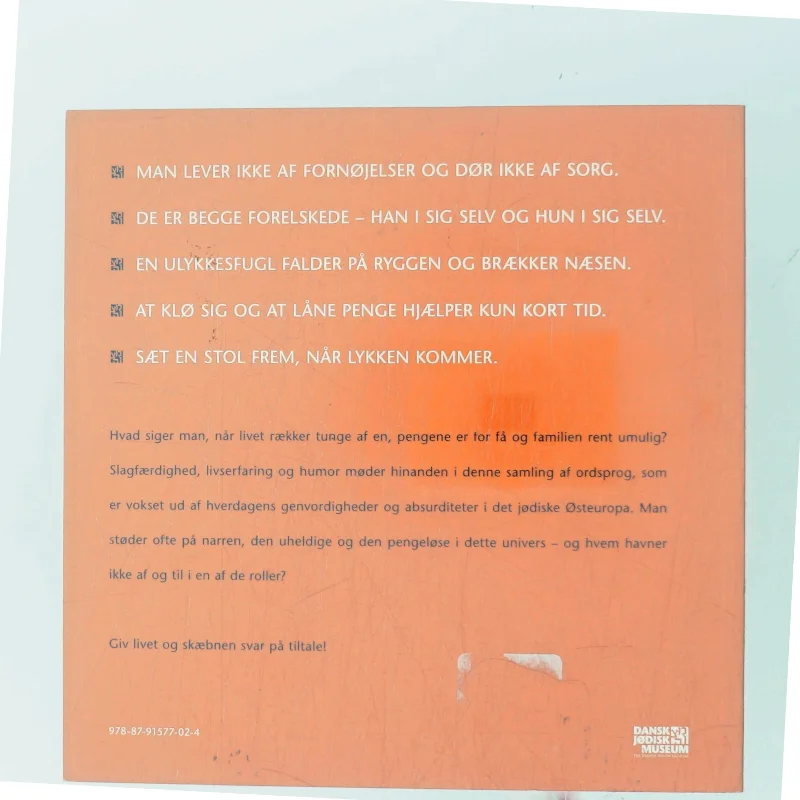 MAN LEVER IKKE AF FORNØJELSER OG DØR IKKE AF SORG.
DE ER BEGGE FORELSKEDE – HAN I SIG SELV OG HUN I SIG SELV.
EN ULYKKESFUGL FALDER PÅ RYGGEN OG BRÆKKER NÆSEN.
AT KLØ SIG OG AT LÅNE PENGE HJÆLPER KUN KORT TID.
SÆT EN STOL FREM, NÅR LYKKEN KOMMER.
Hvad siger man, når livet rækker tunge af en, pengene er for få og familien rent umulig?
Slagfærdighed, livserfaring og humor møder hinanden i denne samling af ordsprog, som
er vokset ud af hverdagens genvordigheder og absurditeter i det jødiske Østeuropa. Man
støder ofte på narren, den uheldige og den pengeløse i dette univers – og hvem havner
ikke af og til i en af de roller?
Giv livet og skæbnen svar på tiltale!
978-87-91577-02-4
DANSK
JØDISK
MUSEUM